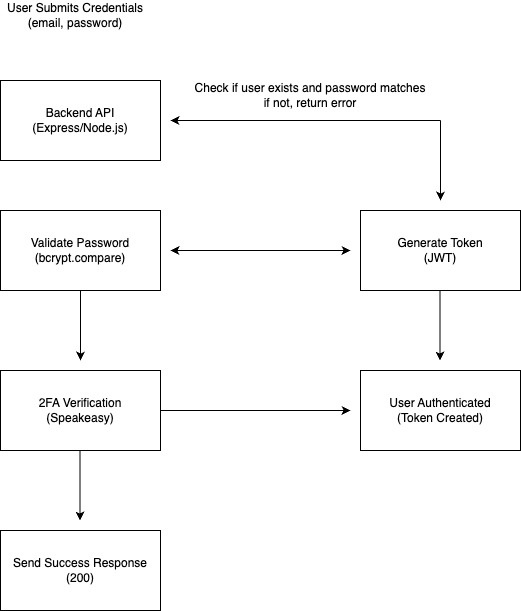 User Submits Credentials
(email, password)
Check if user exists and password matches
if not, return error
Backend API
(Express/Node.js)
Validate Password
(bcrypt.compare)
Generate Token
(JWT)
2FA Verification
(Speakeasy)
User Authenticated
(Token Created)
Send Success Response
(200)